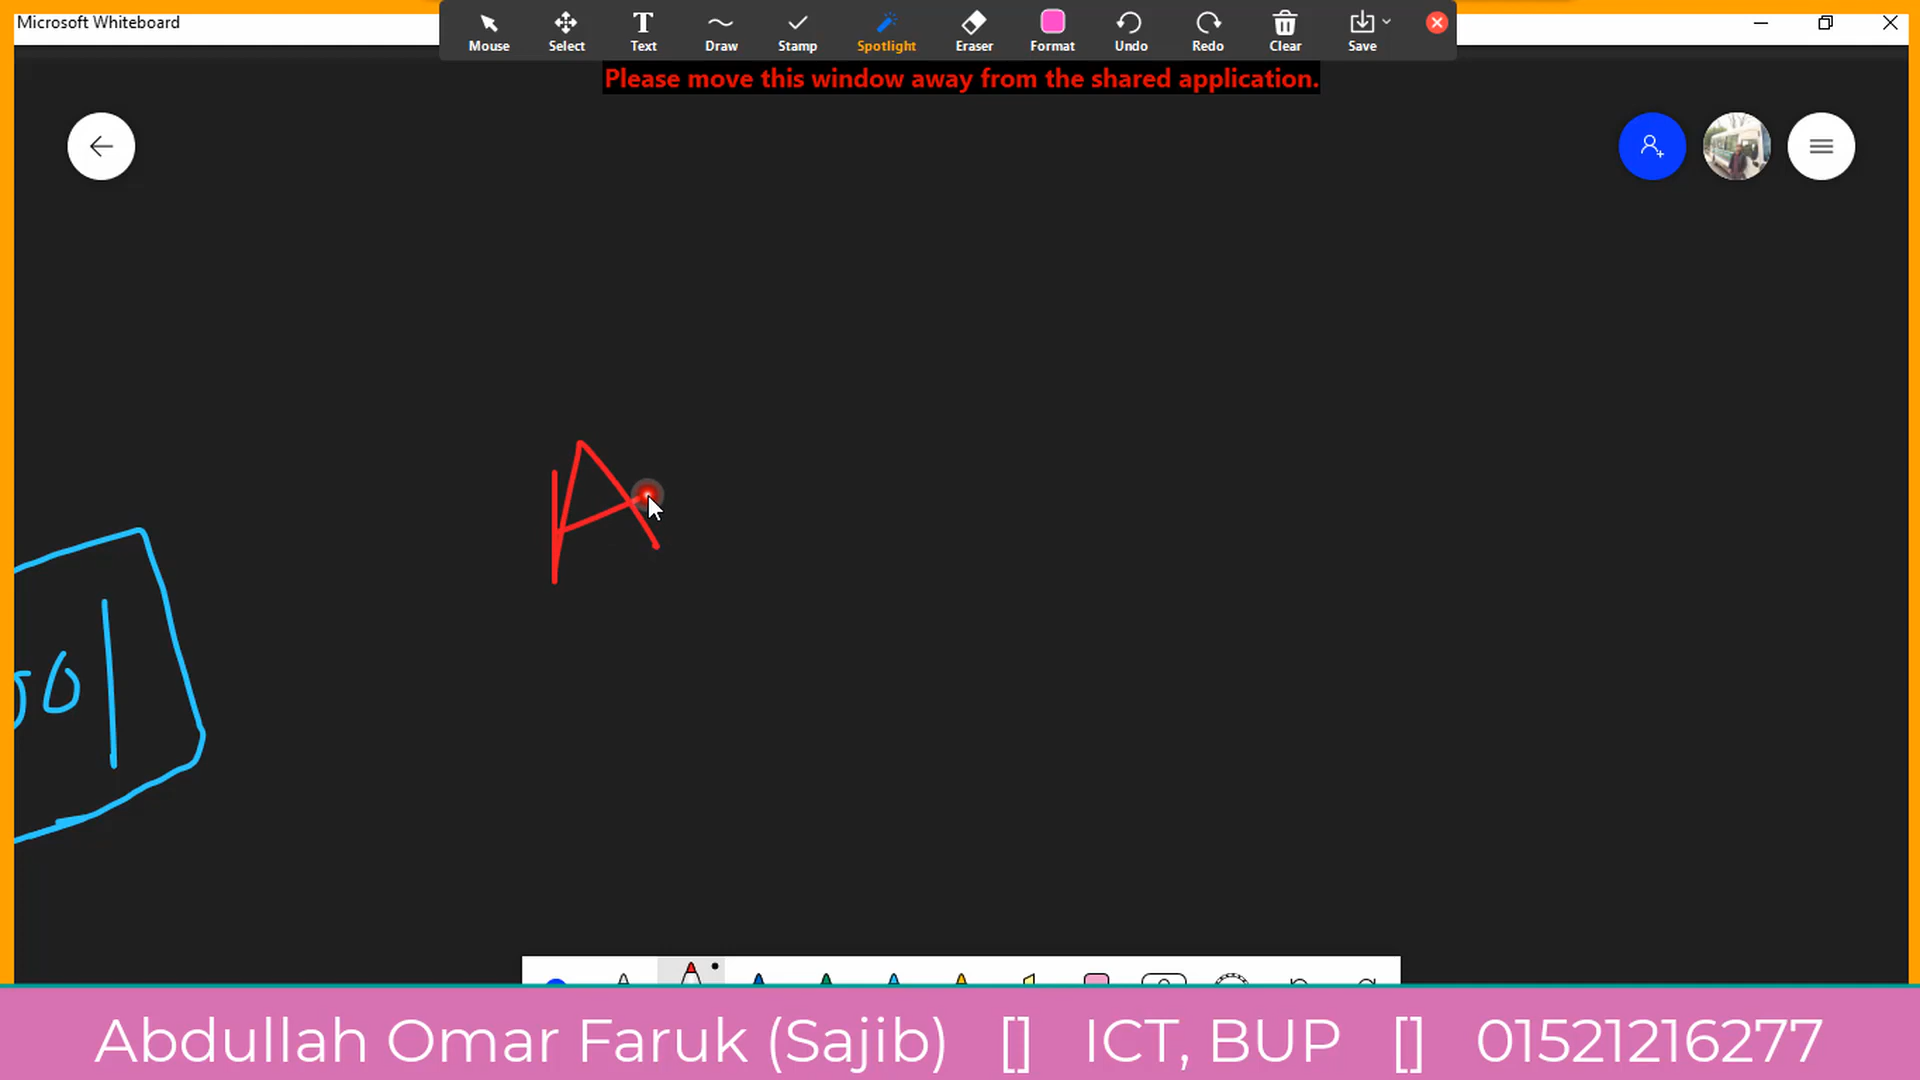 Microsoft Whiteboard
Mouse Select Text Draw Stamp Spotlight Eraser Format Undo Redo Clear Save
Please move this window away from the shared application.
A
Abdullah Omar Faruk (Sajib) [] ICT, BUP [] 01521216277